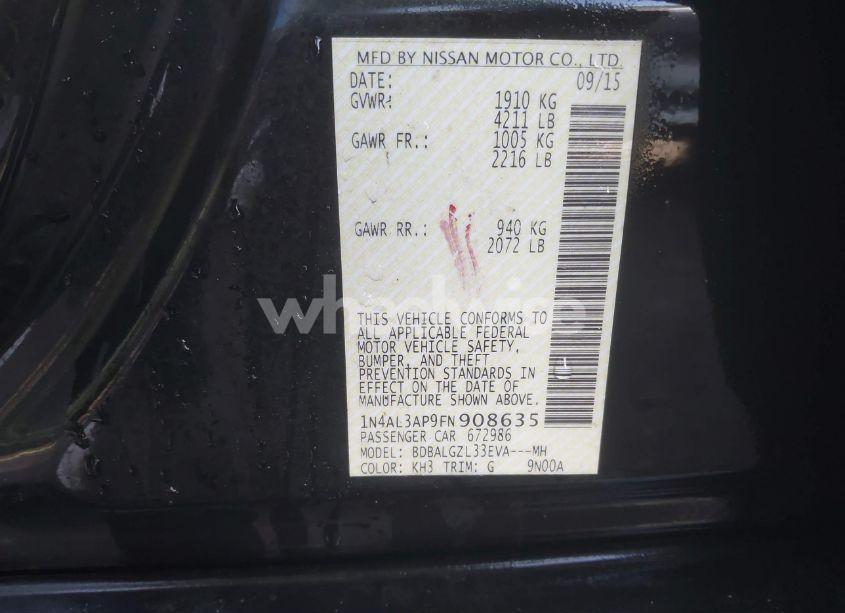 MFD BY NISSAN MOTOR CO., LTD.
DATE: 09/15
GVWR: 1910 KG
4211 LB
GAWR FR.: 1005 KG
2216 LB
GAWR RR.: 940 KG
2072 LB
THIS VEHICLE CONFORMS TO
ALL APPLICABLE FEDERAL
MOTOR VEHICLE SAFETY,
BUMPER, AND THEFT
PREVENTION STANDARDS IN
EFFECT ON THE DATE OF
MANUFACTURE SHOWN ABOVE.
1N4AL3AP9FN908635
PASSENGER CAR 672986
MODEL: BDBALGZL33EVA---MH
COLOR: KH3 TRIM: G 9N00A